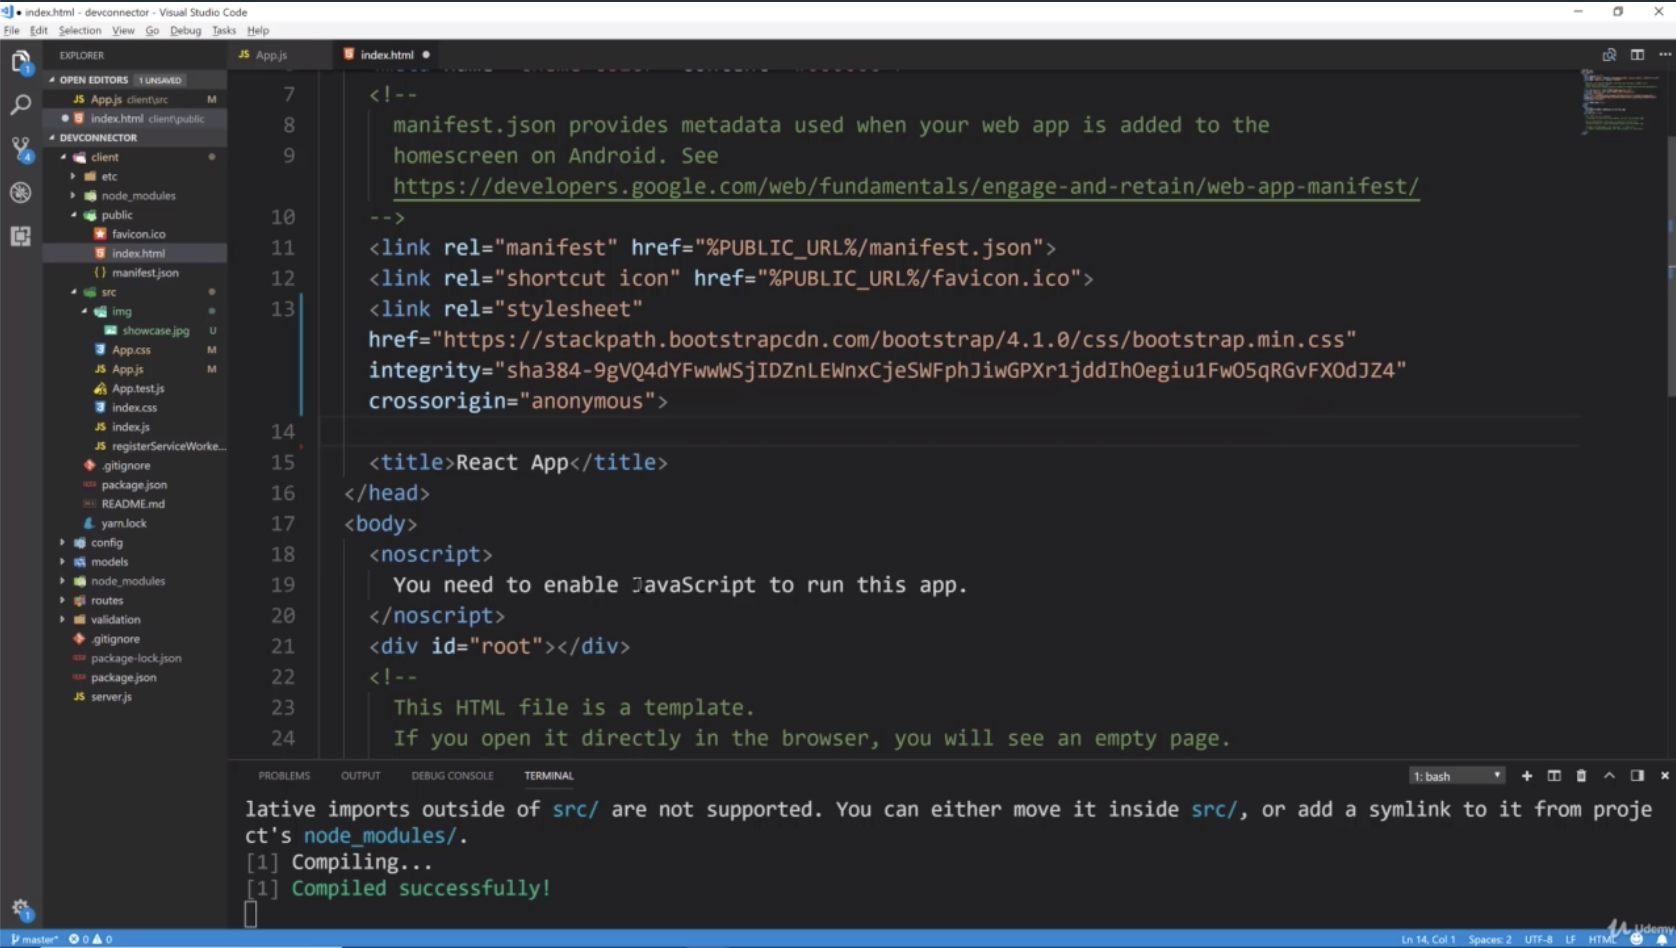 index.html - devconnector - Visual Studio Code
File Edit Selection View Go Debug Tasks Help
EXPLORER
OPEN EDITORS 1 UNSAVED
JS App.js client\src M
index.html client\public
DEVCONNECTOR
client
etc
node_modules
public
favicon.ico
index.html
{ } manifest.json
src
img
showcase.jpg U
App.css M
JS App.js M
App.test.js
index.css
JS index.js
JS registerServiceWorke...
.gitignore
package.json
README.md
yarn.lock
config
models
node_modules
routes
validation
.gitignore
package-lock.json
package.json
JS server.js
JS App.js
index.html
7 <!--
8 manifest.json provides metadata used when your web app is added to the
9 homescreen on Android. See
https://developers.google.com/web/fundamentals/engage-and-retain/web-app-manifest/
10 -->
11 <link rel="manifest" href="%PUBLIC_URL%/manifest.json">
12 <link rel="shortcut icon" href="%PUBLIC_URL%/favicon.ico">
13 <link rel="stylesheet"
href="https://stackpath.bootstrapcdn.com/bootstrap/4.1.0/css/bootstrap.min.css"
integrity="sha384-9gVQ4dYFwwWSjIDZnLEWnxCjeSWFphJiwGPXr1jddIhOegiu1FwO5qRGvFXOdJZ4"
crossorigin="anonymous">
14
15 <title>React App</title>
16 </head>
17 <body>
18 <noscript>
19 You need to enable JavaScript to run this app.
20 </noscript>
21 <div id="root"></div>
22 <!--
23 This HTML file is a template.
24 If you open it directly in the browser, you will see an empty page.
PROBLEMS OUTPUT DEBUG CONSOLE TERMINAL
1: bash
lative imports outside of src/ are not supported. You can either move it inside src/, or add a symlink to it from proje
ct's node_modules/.
[1] Compiling...
[1] Compiled successfully!
master* 0 0
Ln 14, Col 1 Spaces: 2 UTF-8 LF HTML
Udemy